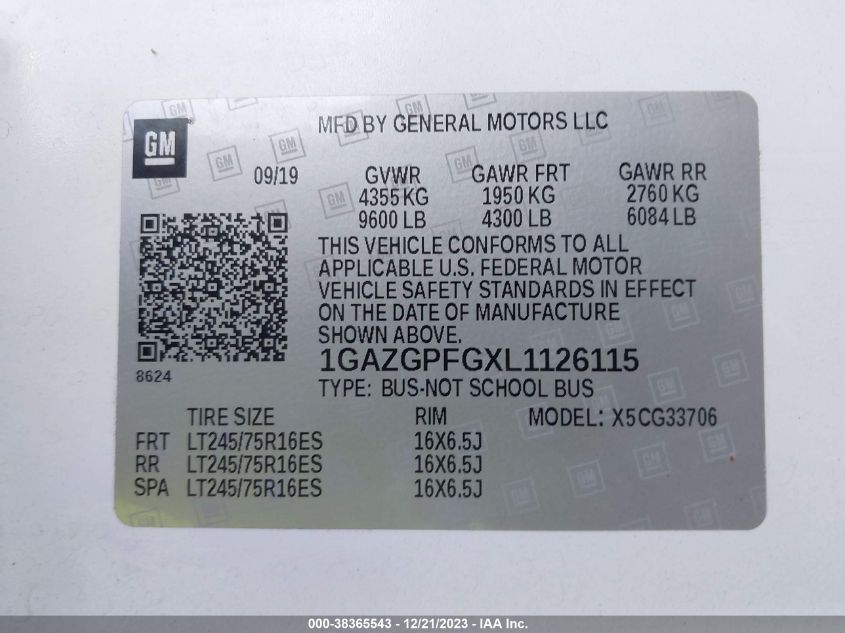 GM
MFD BY GENERAL MOTORS LLC
09/19 GVWR GAWR FRT GAWR RR
4355 KG 1950 KG 2760 KG
9600 LB 4300 LB 6084 LB
THIS VEHICLE CONFORMS TO ALL
APPLICABLE U.S. FEDERAL MOTOR
VEHICLE SAFETY STANDARDS IN EFFECT
ON THE DATE OF MANUFACTURE
SHOWN ABOVE.
1GAZGPFGXL1126115
8624
TYPE: BUS-NOT SCHOOL BUS
TIRE SIZE RIM MODEL: X5CG33706
FRT LT245/75R16ES 16X6.5J
RR LT245/75R16ES 16X6.5J
SPA LT245/75R16ES 16X6.5J
000-38365543 - 12/21/2023 - IAA Inc.